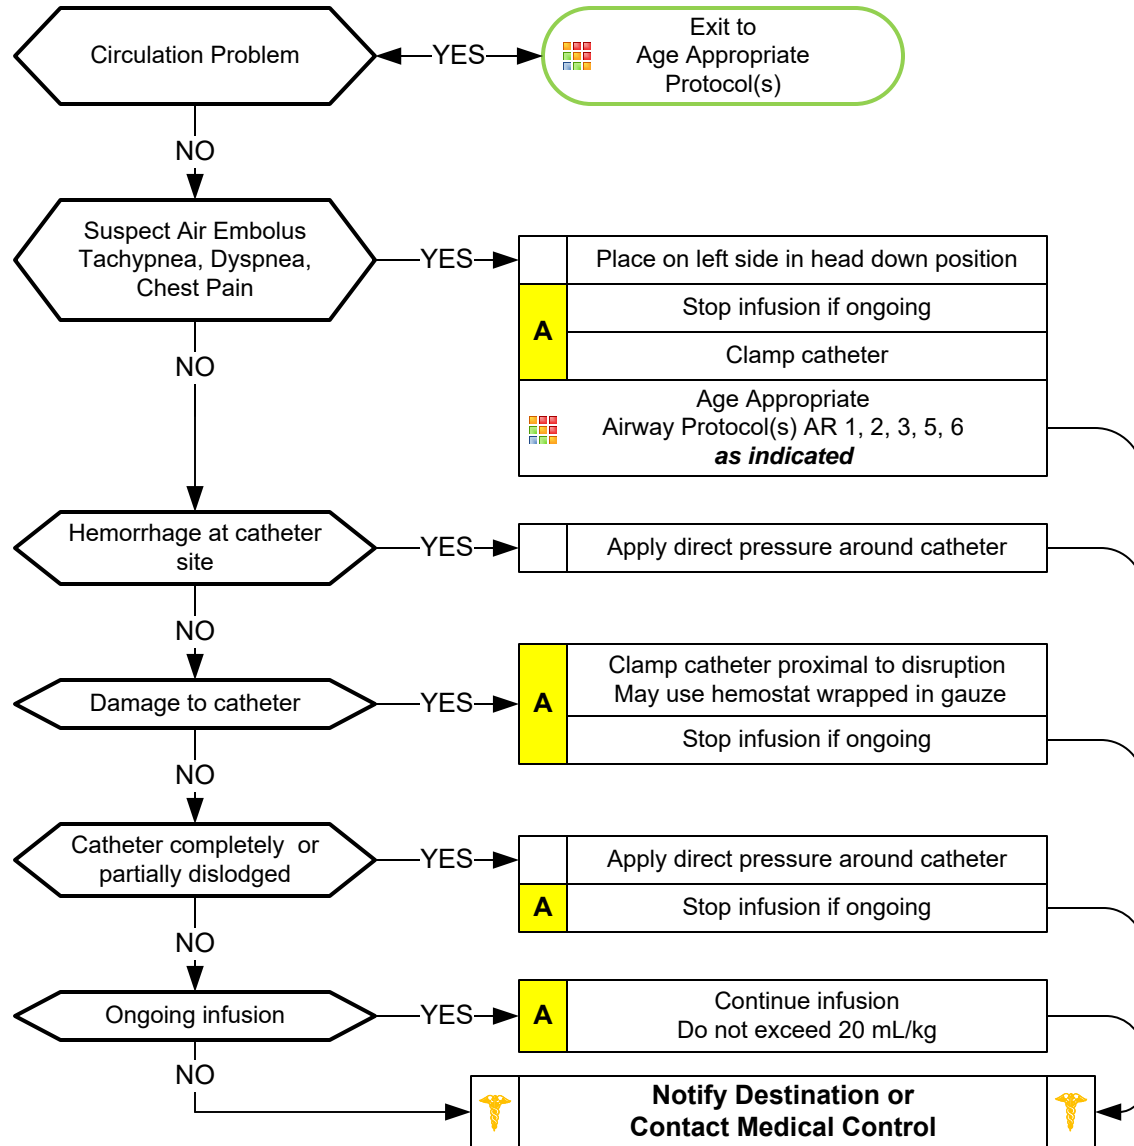 Circulation Problem
YES
Exit to
Age Appropriate
Protocol(s)
NO
Suspect Air Embolus
Tachypnea, Dyspnea,
Chest Pain
YES
Place on left side in head down position
A
Stop infusion if ongoing
Clamp catheter
Age Appropriate
Airway Protocol(s) AR 1, 2, 3, 5, 6
as indicated
NO
Hemorrhage at catheter
site
YES
Apply direct pressure around catheter
NO
Damage to catheter
YES
A
Clamp catheter proximal to disruption
May use hemostat wrapped in gauze
Stop infusion if ongoing
NO
Catheter completely or
partially dislodged
YES
Apply direct pressure around catheter
A
Stop infusion if ongoing
NO
Ongoing infusion
YES
A
Continue infusion
Do not exceed 20 mL/kg
NO
Notify Destination or
Contact Medical Control